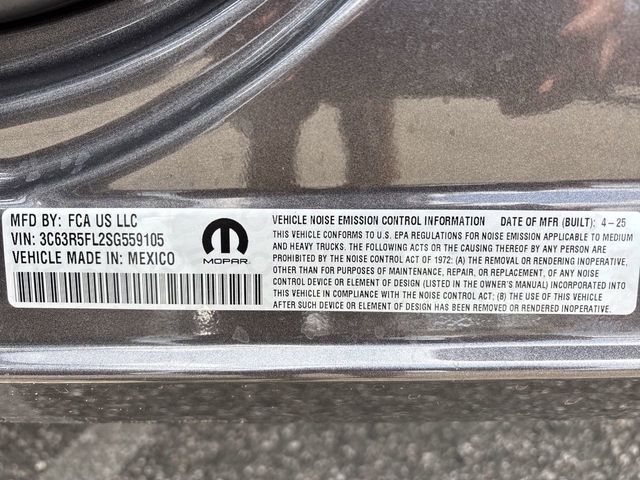 MFD BY: FCA US LLC
VIN: 3C63R5FL2SG559105
VEHICLE MADE IN: MEXICO
MOPAR
VEHICLE NOISE EMISSION CONTROL INFORMATION DATE OF MFR (BUILT): 4-25
THIS VEHICLE CONFORMS TO U.S. EPA REGULATIONS FOR NOISE EMISSION APPLICABLE TO MEDIUM
AND HEAVY TRUCKS. THE FOLLOWING ACTS OR THE CAUSING THEREOF BY ANY PERSON ARE
PROHIBITED BY THE NOISE CONTROL ACT OF 1972: (A) THE REMOVAL OR RENDERING INOPERATIVE,
OTHER THAN FOR PURPOSES OF MAINTENANCE, REPAIR, OR REPLACEMENT, OF ANY NOISE
CONTROL DEVICE OR ELEMENT OF DESIGN (LISTED IN THE OWNER'S MANUAL) INCORPORATED INTO
THIS VEHICLE IN COMPLIANCE WITH THE NOISE CONTROL ACT; (B) THE USE OF THIS VEHICLE
AFTER SUCH DEVICE OR ELEMENT OF DESIGN HAS BEEN REMOVED OR RENDERED INOPERATIVE.